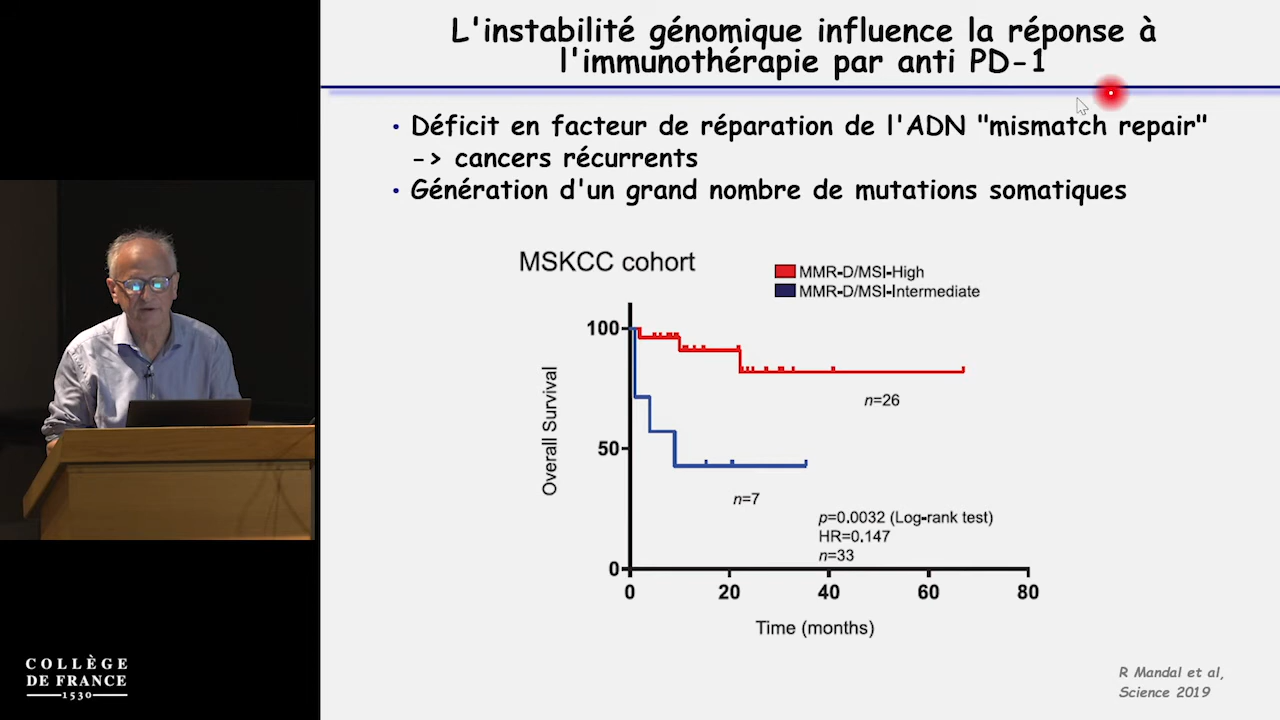 L'instabilité génomique influence la réponse à
l'immunothérapie par anti PD-1
• Déficit en facteur de réparation de l'ADN "mismatch repair"
-> cancers récurrents
• Génération d'un grand nombre de mutations somatiques
MSKCC cohort
MMR-D/MSI-High
MMR-D/MSI-Intermediate
Overall Survival
100
50
0
n=26
n=7
p=0.0032 (Log-rank test)
HR=0.147
n=33
0 20 40 60 80
Time (months)
R Mandal et al,
Science 2019
COLLÈGE
DE FRANCE
1530